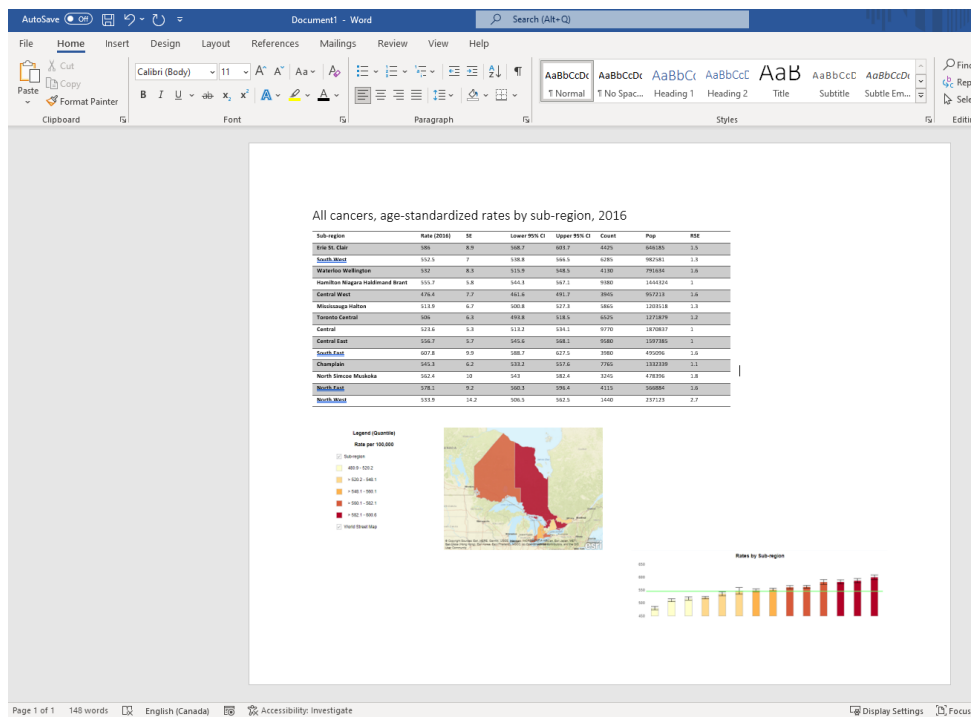 AutoSave Off Document1 - Word Search (Alt+Q)
File Home Insert Design Layout References Mailings Review View Help
Paste
Cut
Copy
Format Painter
Calibri (Body) 11
AaBbCcDc AaBbCcDc AaBbCc AaBbCcE AaB AaBbCcE AaBbCcDc
¶ Normal ¶ No Spac... Heading 1 Heading 2 Title Subtitle Subtle Em...
Clipboard Font Paragraph Styles
All cancers, age-standardized rates by sub-region, 2016
Sub-region Rate (2016) SE Lower 95% CI Upper 95% CI Count Pop RSE
Erie St. Clair 586 8.9 568.7 603.7 4425 646185 1.5
South West 552.5 7 538.8 566.5 6285 982581 1.3
Waterloo Wellington 532 8.3 515.9 548.5 4130 791634 1.6
Hamilton Niagara Haldimand Brant 555.7 5.8 544.3 567.1 9380 1444324 1
Central West 476.4 7.7 461.6 491.7 3945 957213 1.6
Mississauga Halton 513.9 6.7 500.8 527.3 5865 1203518 1.3
Toronto Central 506 6.3 493.8 518.5 6525 1271879 1.2
Central 523.6 5.3 513.2 534.1 9770 1870837 1
Central East 556.7 5.7 545.6 568.1 9580 1597385 1
South East 607.8 9.9 588.7 627.5 3980 495096 1.6
Champlain 545.3 6.2 533.2 557.6 7765 1332339 1.1
North Simcoe Muskoka 562.4 10 543 582.4 3245 478396 1.8
North East 578.1 9.2 560.3 596.4 4115 566884 1.6
North West 533.9 14.2 506.5 562.5 1440 237123 2.7
Legend (Quantile)
Rate per 100,000
Sub-region
World Street Map
Rates by Sub-region
Page 1 of 1 148 words English (Canada) Accessibility: Investigate Display Settings Focus